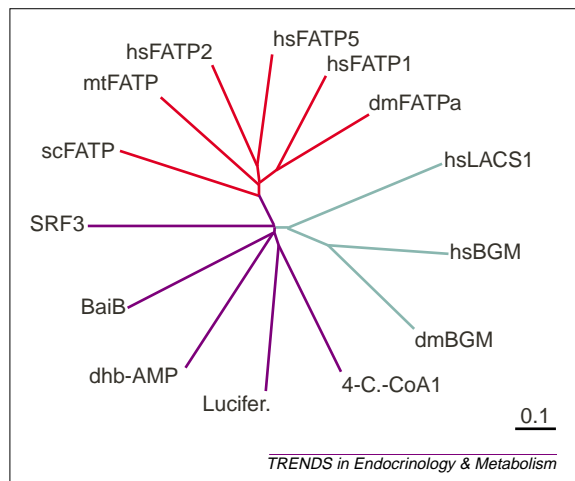 hsFATP5
hsFATP2
hsFATP1
mtFATP
dmFATPa
scFATP
hsLACS1
SRF3
hsBGM
BaiB
dmBGM
dhb-AMP
4-C.-CoA1
Lucifer.
0.1
TRENDS in Endocrinology & Metabolism